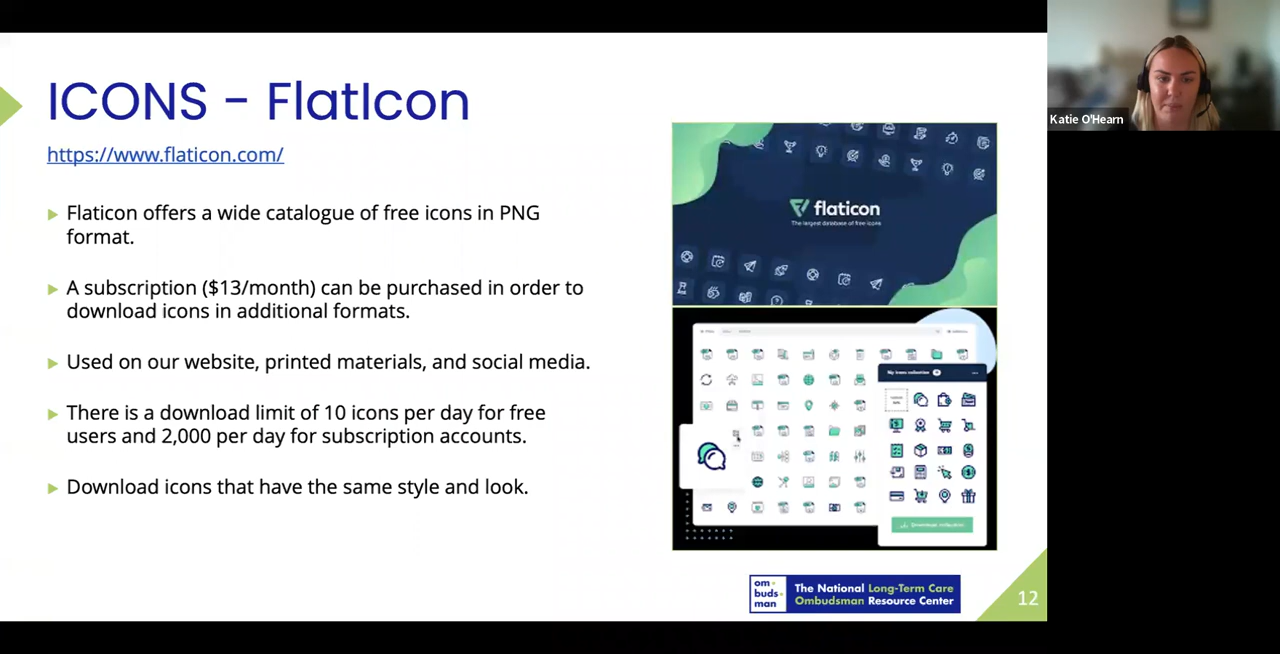 ICONS - FlatIcon
https://www.flaticon.com/
Flaticon offers a wide catalogue of free icons in PNG
format.
A subscription ($13/month) can be purchased in order to
download icons in additional formats.
Used on our website, printed materials, and social media.
There is a download limit of 10 icons per day for free
users and 2,000 per day for subscription accounts.
Download icons that have the same style and look.
flaticon
The largest database of free icons
My icons collection
Download collection
om
buds
man
The National Long-Term Care
Ombudsman Resource Center
12
Katie O'Hearn